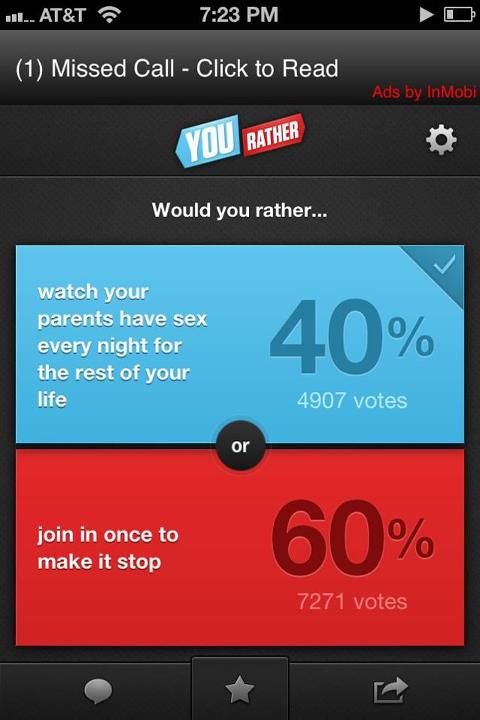 AT&T 7:23 PM
(1) Missed Call - Click to Read
Ads by InMobi
YOU RATHER
Would you rather...
watch your
parents have sex
every night for
the rest of your
life
40%
4907 votes
or
join in once to
make it stop
60%
7271 votes